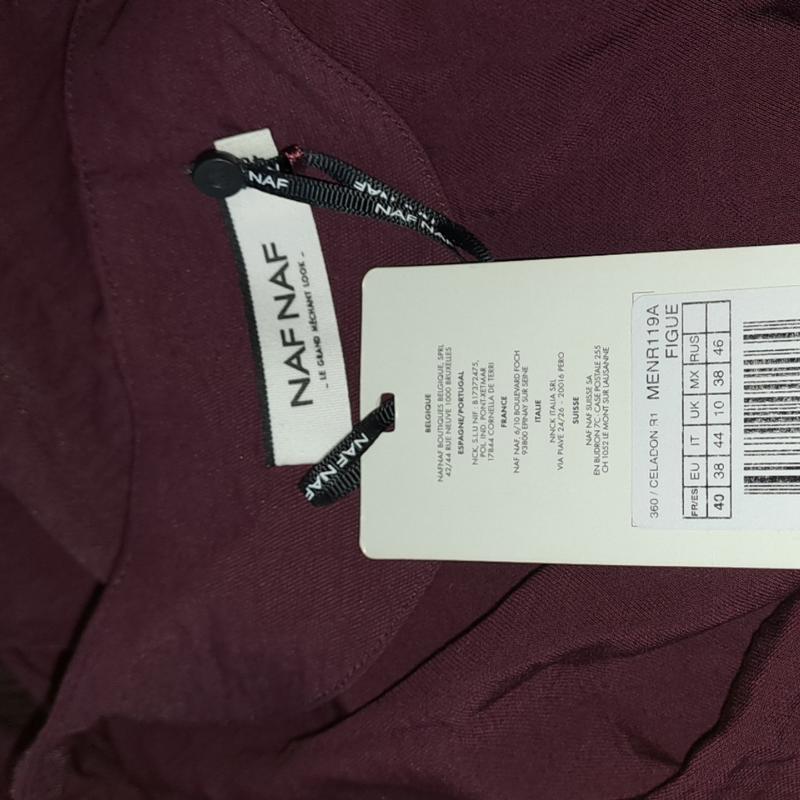 NAF NAF
_ LE GRAND MÉCHANT LOOK _
NAF
NAF NAF
NAF NAF
BELGIQUE
NAFNAF BOUTIQUES BELGIQUE, SPRL
42/44 RUE NEUVE 1000 BRUXELLES
ESPAGNE/PORTUGAL
NCK, S.L.U NIF : B17372475,
POL. IND. PONT-XETMAR
17844 CORNELLA DE TERRI
FRANCE
NAF NAF, 6/10 BOULEVARD FOCH
93800 EPINAY SUR SEINE
ITALIE
NINCK ITALIA SRL
VIA PIAVE 24/26 - 20016 PERO
SUISSE
NAF NAF SUISSE SA
EN BUDRON 7C - CASE POSTALE 255
CH 1052 LE MONT SUR LAUSANNE
360 / CELADON R1 MENR119A
FIGUE
FR/ES EU IT UK MX RUS
40 38 44 10 38 46